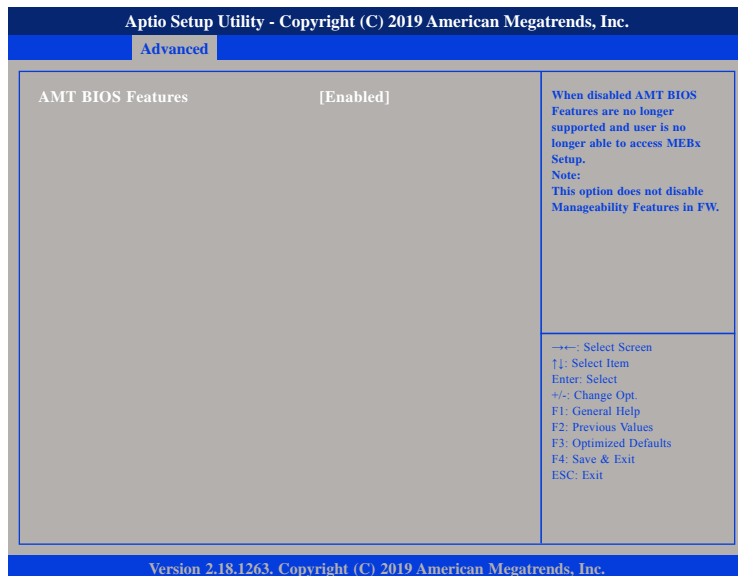 Aptio Setup Utility - Copyright (C) 2019 American Megatrends, Inc.
Advanced
AMT BIOS Features [Enabled]
When disabled AMT BIOS
Features are no longer
supported and user is no
longer able to access MEBx
Setup.
Note:
This option does not disable
Manageability Features in FW.
→←: Select Screen
↑↓: Select Item
Enter: Select
+/-: Change Opt.
F1: General Help
F2: Previous Values
F3: Optimized Defaults
F4: Save & Exit
ESC: Exit
Version 2.18.1263. Copyright (C) 2019 American Megatrends, Inc.